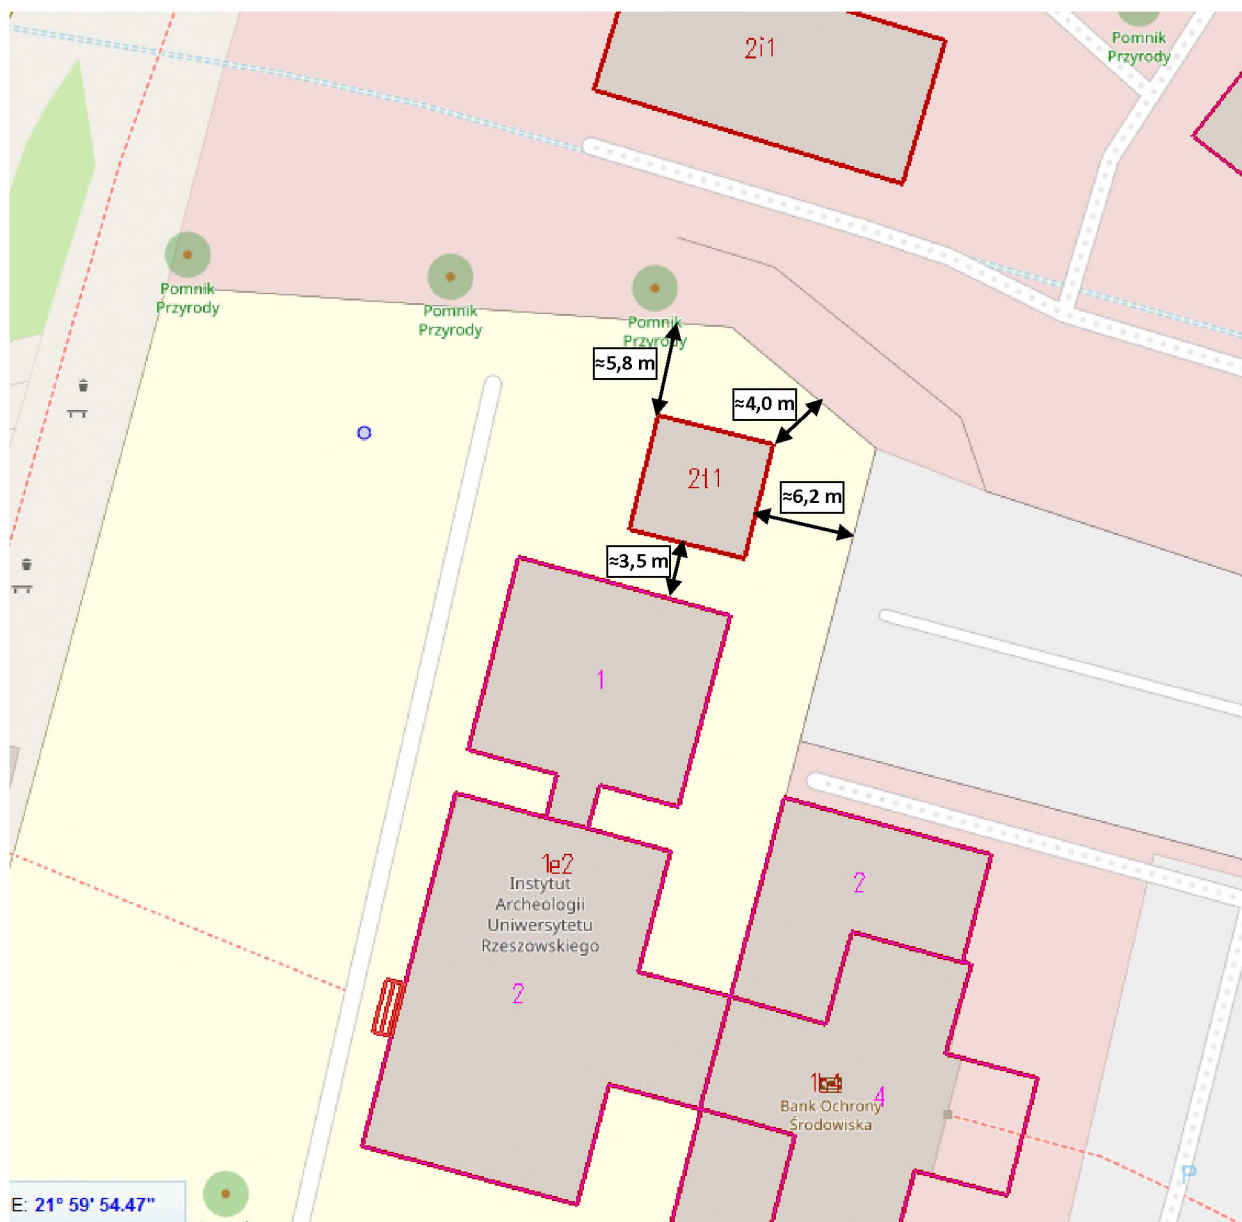 2i1
Pomnik
Przyrody
Pomnik
Przyrody
Pomnik
Przyrody
Pomnik
Przyrody
≈5,8 m
≈4,0 m
2t1
≈6,2 m
≈3,5 m
1
1e2
Instytut
Archeologii
Uniwersytetu
Rzeszowskiego
2
2
4
Bank Ochrony
Środowiska
P
E: 21° 59' 54.47"